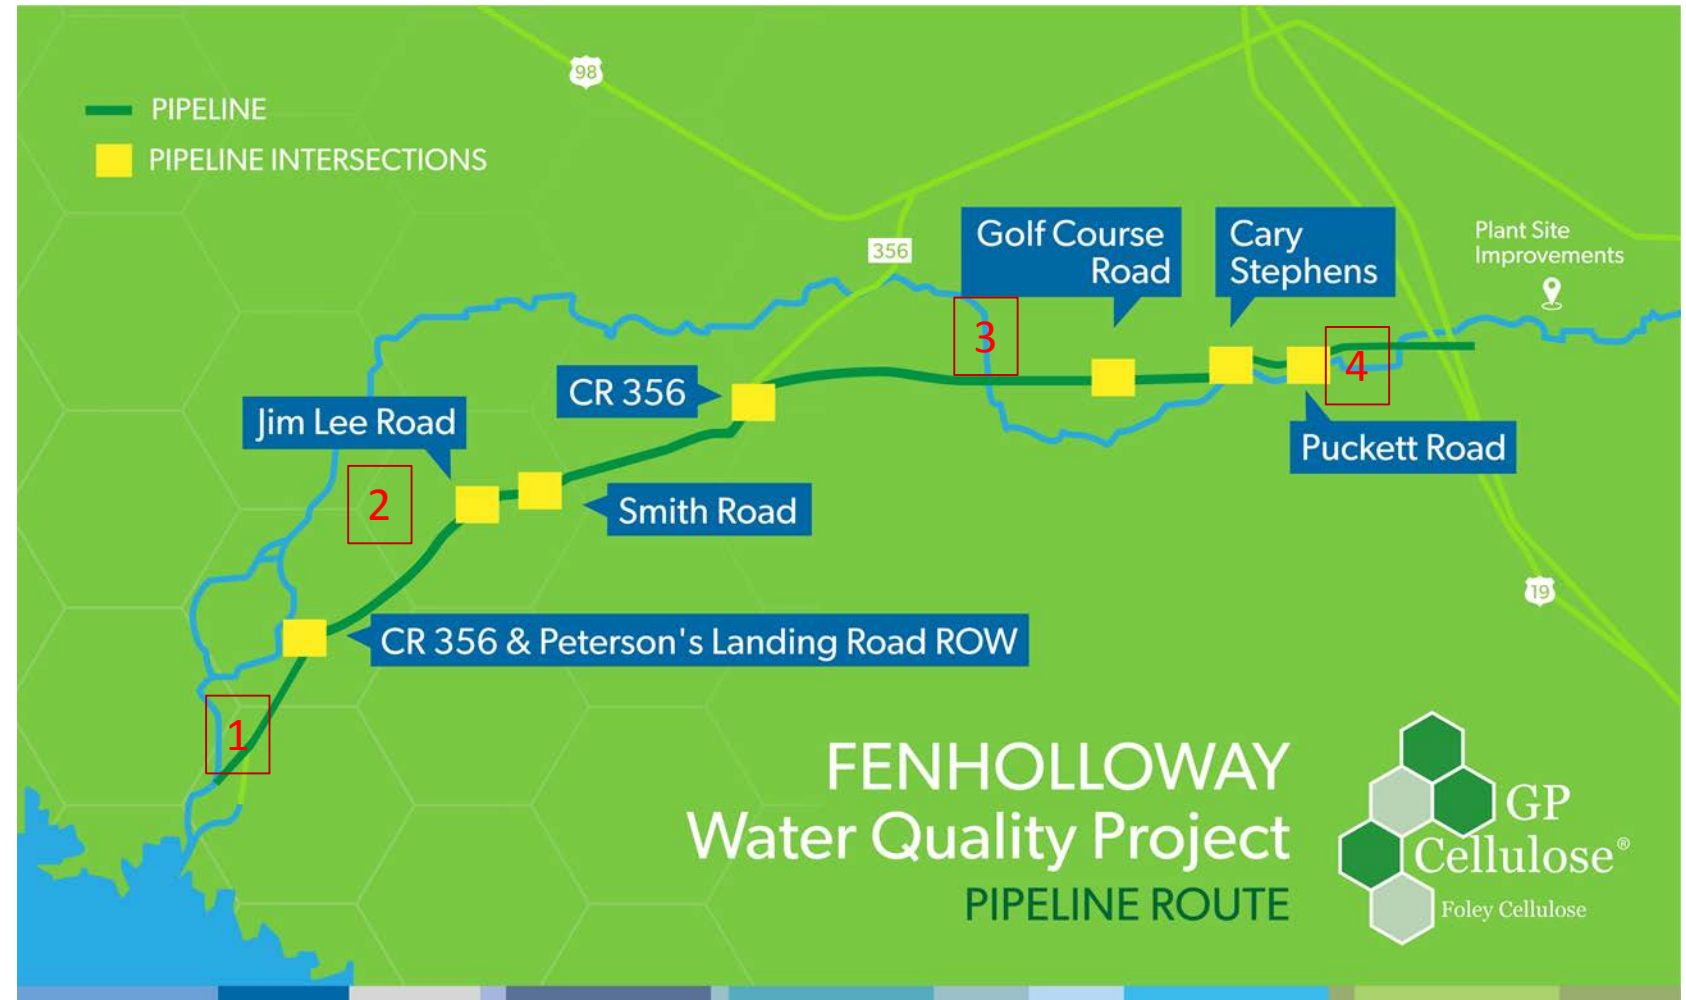 98
PIPELINE
PIPELINE INTERSECTIONS
356
Golf Course
Road
Cary
Stephens
Plant Site
Improvements
3
4
CR 356
Jim Lee Road
Puckett Road
2
Smith Road
19
CR 356 & Peterson's Landing Road ROW
1
FENHOLLOWAY
Water Quality Project
PIPELINE ROUTE
GP
Cellulose®
Foley Cellulose